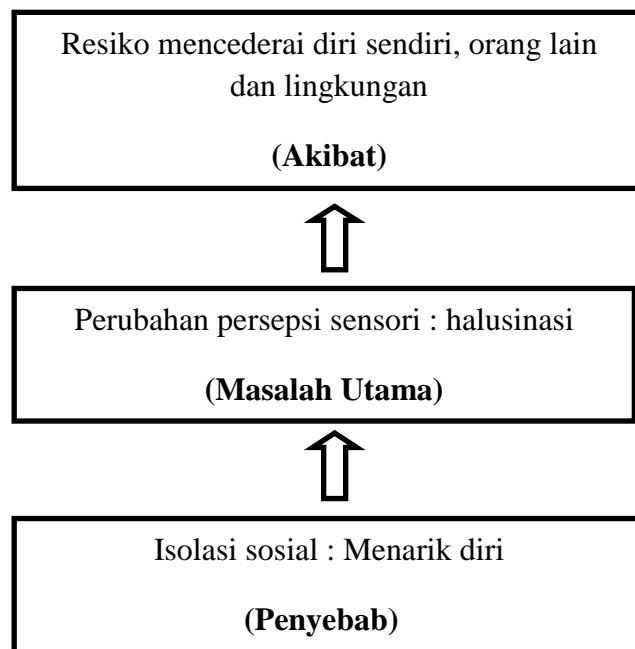 Resiko mencederai diri sendiri, orang lain
dan lingkungan
(Akibat)
Perubahan persepsi sensori : halusinasi
(Masalah Utama)
Isolasi sosial : Menarik diri
(Penyebab)